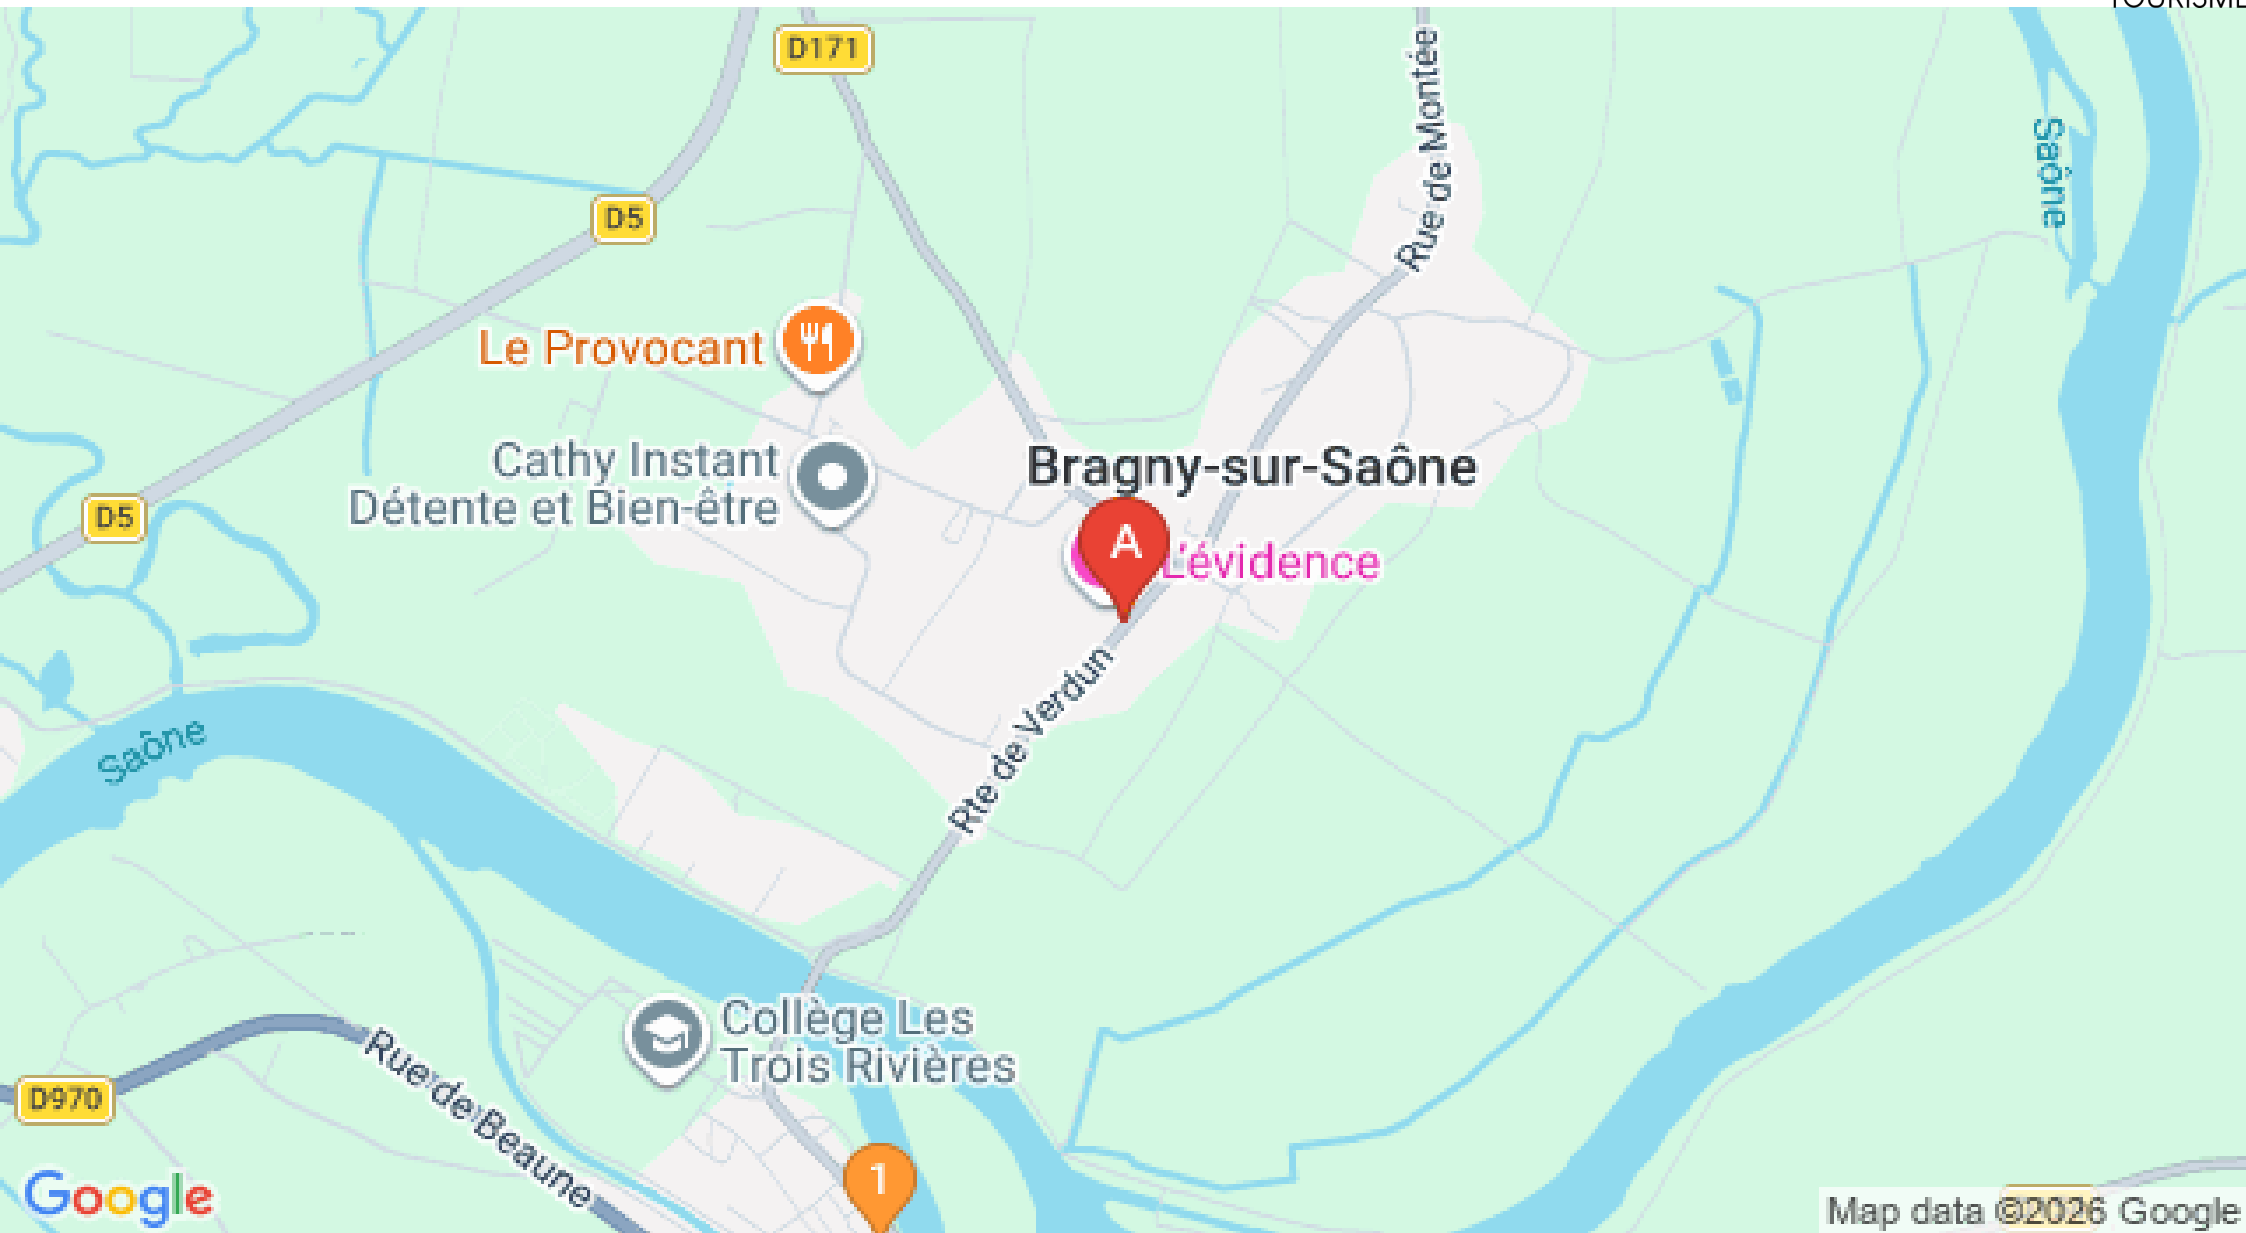 TOURISME
D171
Rue de Montée
Saône
D5
Le Provocant
Cathy Instant
Détente et Bien-être
Bragny-sur-Saône
D5
A
L'évidence
Rte de Verdun
Saône
Collège Les
Trois Rivières
Rue de Beaune
D970
1
Google
Map data ©2026 Google